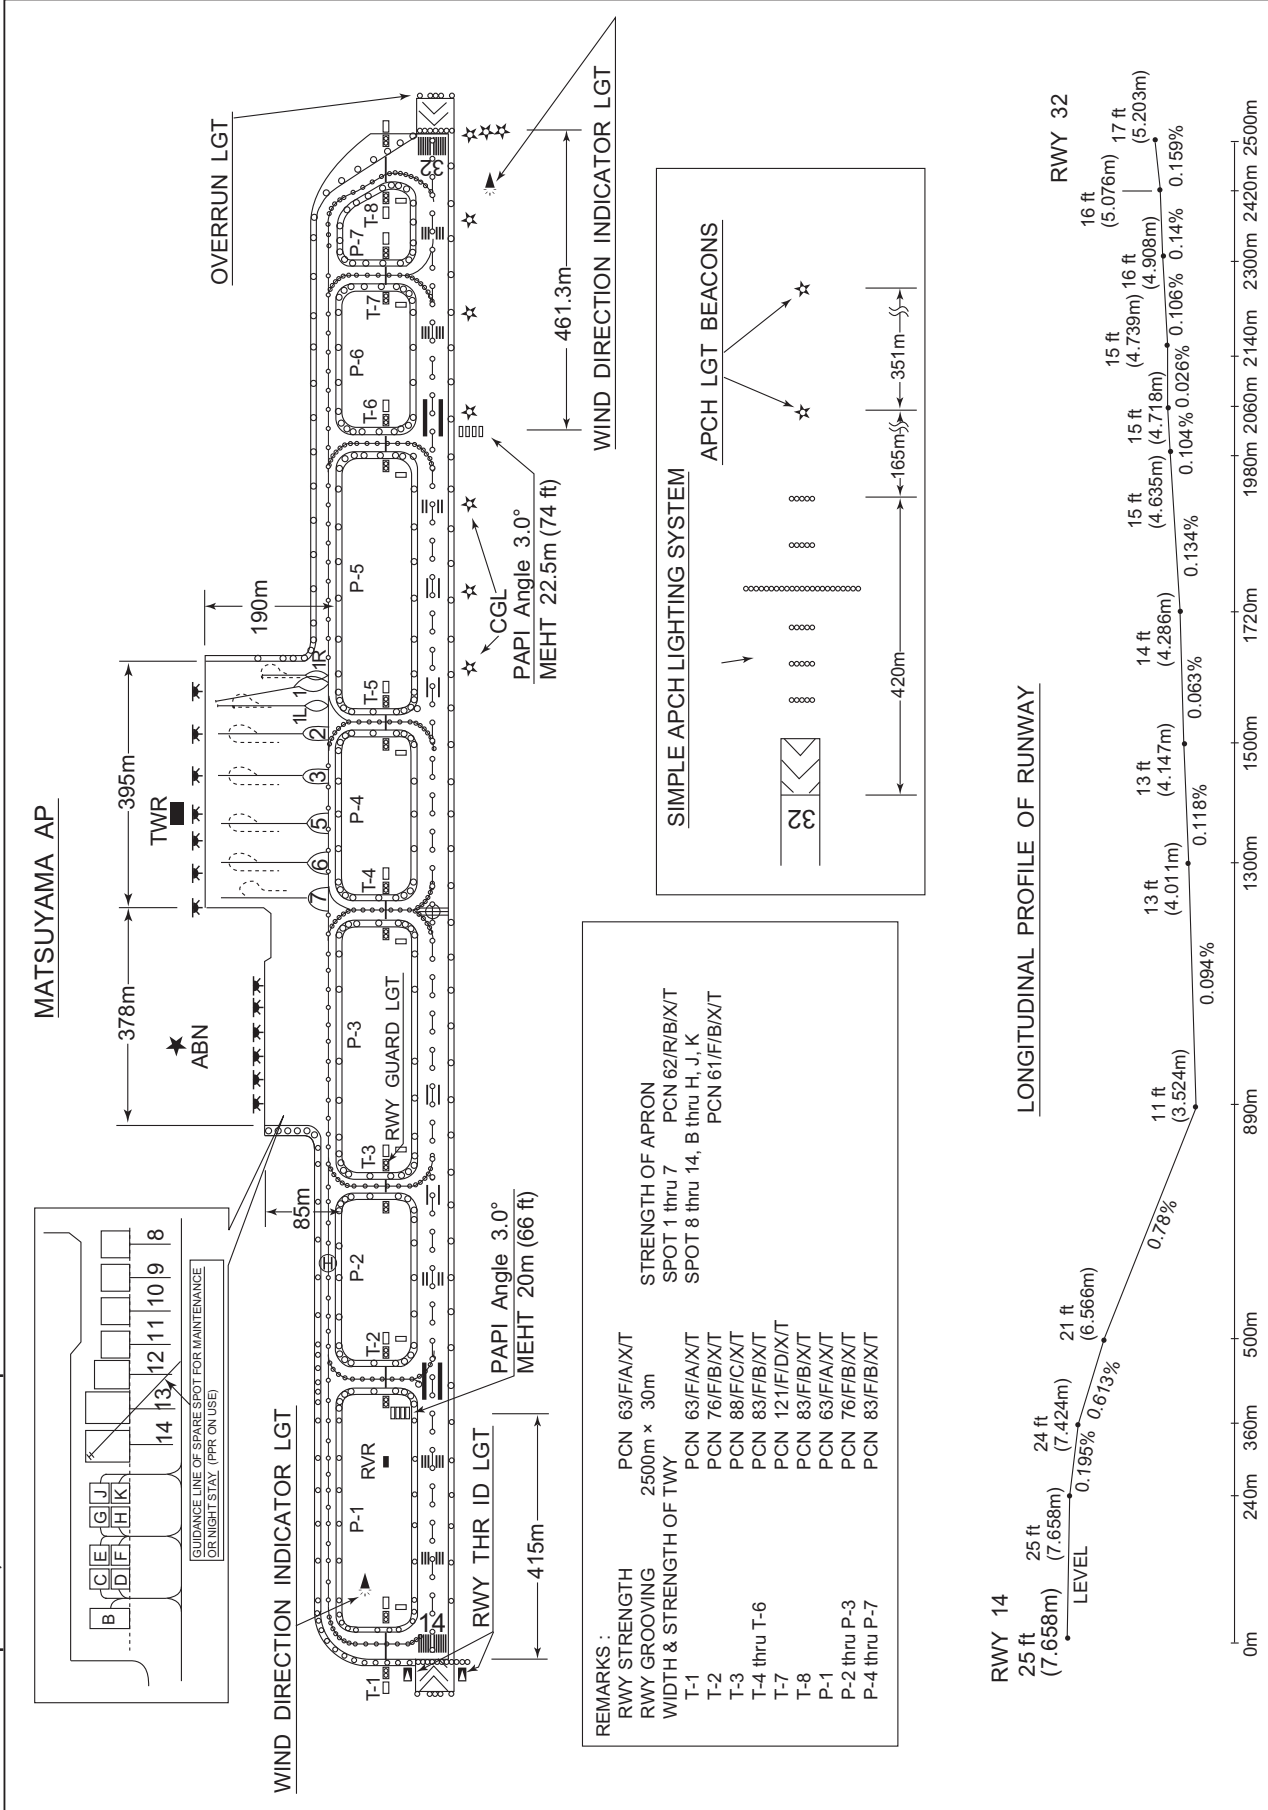 MATSUYAMA AP
378m
395m
ABN
TWR
190m
85m
8
9
10
11
12
13
14
B
C
D
E
F
G
H
J
K
GUIDANCE LINE OF SPARE SPOT FOR MAINTENANCE
OR NIGHT STAY (PPR ON USE)
7
6
5
3
2
1L
1
1R
OVERRUN LGT
WIND DIRECTION INDICATOR LGT
T-1
P-1
RVR
T-2
P-2
H
T-3
P-3
RWY GUARD LGT
T-4
P-4
T-5
P-5
T-6
P-6
T-7
P-7
T-8
14
32
RWY THR ID LGT
415m
PAPI Angle 3.0°
MEHT 20m (66 ft)
CGL
PAPI Angle 3.0°
MEHT 22.5m (74 ft)
461.3m
WIND DIRECTION INDICATOR LGT
REMARKS :
RWY STRENGTH PCN 63/F/A/X/T
RWY GROOVING 2500m × 30m
WIDTH & STRENGTH OF TWY
T-1 PCN 63/F/A/X/T
T-2 PCN 76/F/B/X/T
T-3 PCN 88/F/C/X/T
T-4 thru T-6 PCN 83/F/B/X/T
T-7 PCN 121/F/D/X/T
T-8 PCN 83/F/B/X/T
P-1 PCN 63/F/A/X/T
P-2 thru P-3 PCN 76/F/B/X/T
P-4 thru P-7 PCN 83/F/B/X/T
STRENGTH OF APRON
SPOT 1 thru 7 PCN 62/R/B/X/T
SPOT 8 thru 14, B thru H, J, K
PCN 61/F/B/X/T
SIMPLE APCH LIGHTING SYSTEM
APCH LGT BEACONS
32
420m
165m
351m
LONGITUDINAL PROFILE OF RUNWAY
RWY 14
25 ft
(7.658m)
LEVEL
25 ft
(7.658m)
0.195%
24 ft
(7.424m)
0.613%
21 ft
(6.566m)
0.78%
11 ft
(3.524m)
0.094%
13 ft
(4.011m)
0.118%
13 ft
(4.147m)
0.063%
14 ft
(4.286m)
0.134%
15 ft
(4.635m)
0.104%
15 ft
(4.718m)
0.026%
15 ft
(4.739m)
0.106%
16 ft
(4.908m)
0.14%
16 ft
(5.076m)
0.159%
17 ft
(5.203m)
RWY 32
0m 240m 360m 500m 890m 1300m 1500m 1720m 1980m 2060m 2140m 2300m 2420m 2500m